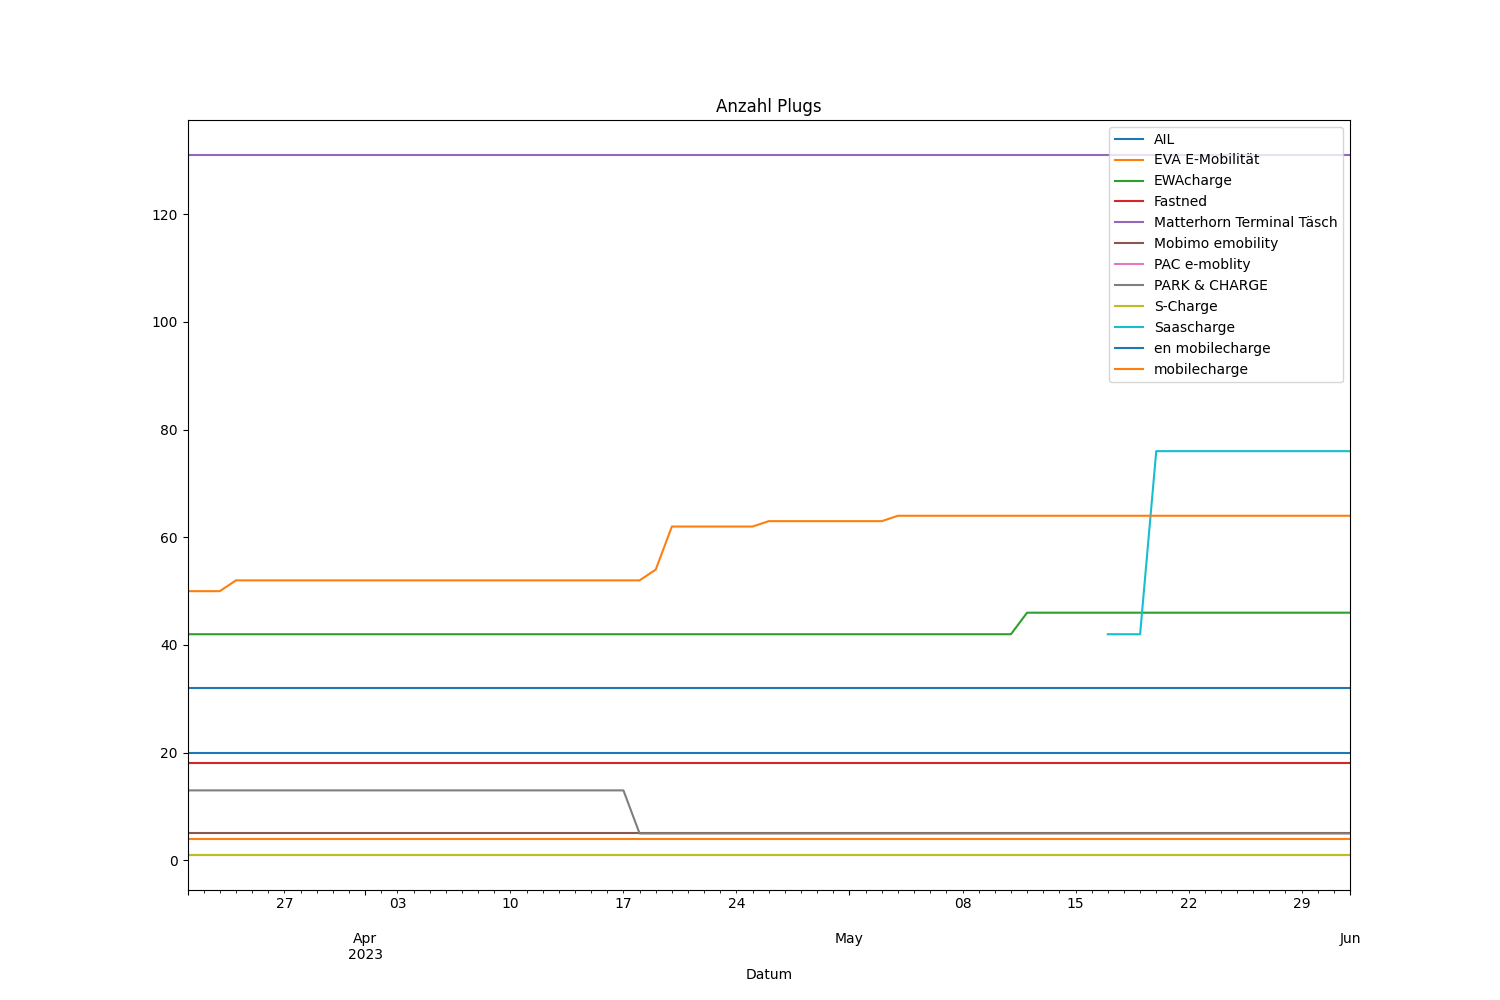 Anzahl Plugs
AIL
EVA E-Mobilität
EWAcharge
Fastned
Matterhorn Terminal Täsch
Mobimo emobility
PAC e-moblity
PARK & CHARGE
S-Charge
Saascharge
en mobilecharge
mobilecharge
120
100
80
60
40
20
0
27 03 10 17 24 08 15 22 29
Apr May Jun
2023
Datum